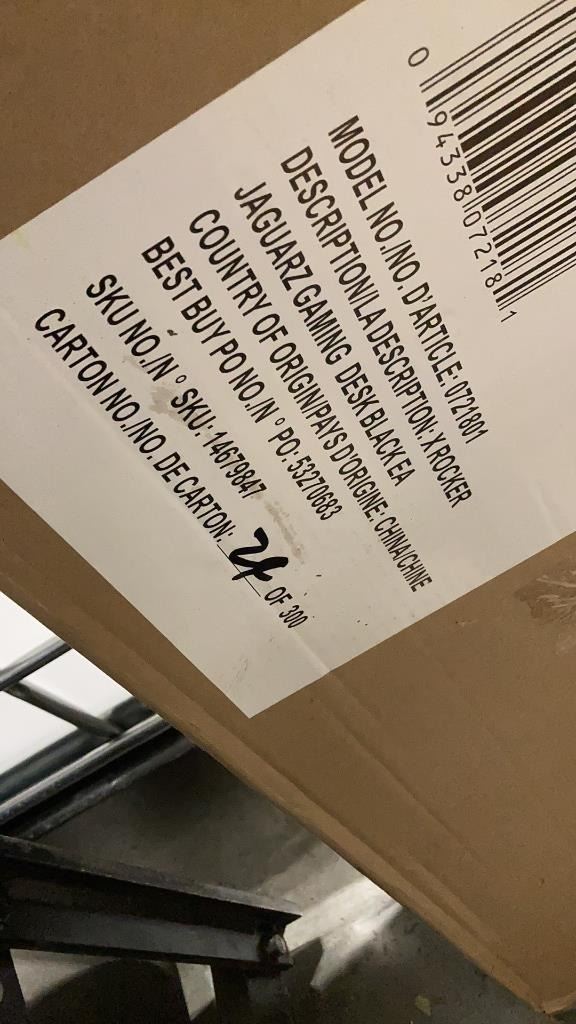 0 94338 07218 1
MODEL NO./NO. D'ARTICLE: 0721801
DESCRIPTION/LA DESCRIPTION: X ROCKER
JAGUARZ GAMING DESK BLACK EA
COUNTRY OF ORIGIN/PAYS D'ORIGINE: CHINA/CHINE
BEST BUY PO NO./N° PO: 53270683
SKU NO./N° SKU: 14679847
CARTON NO./NO. DE CARTON: 24 OF 300